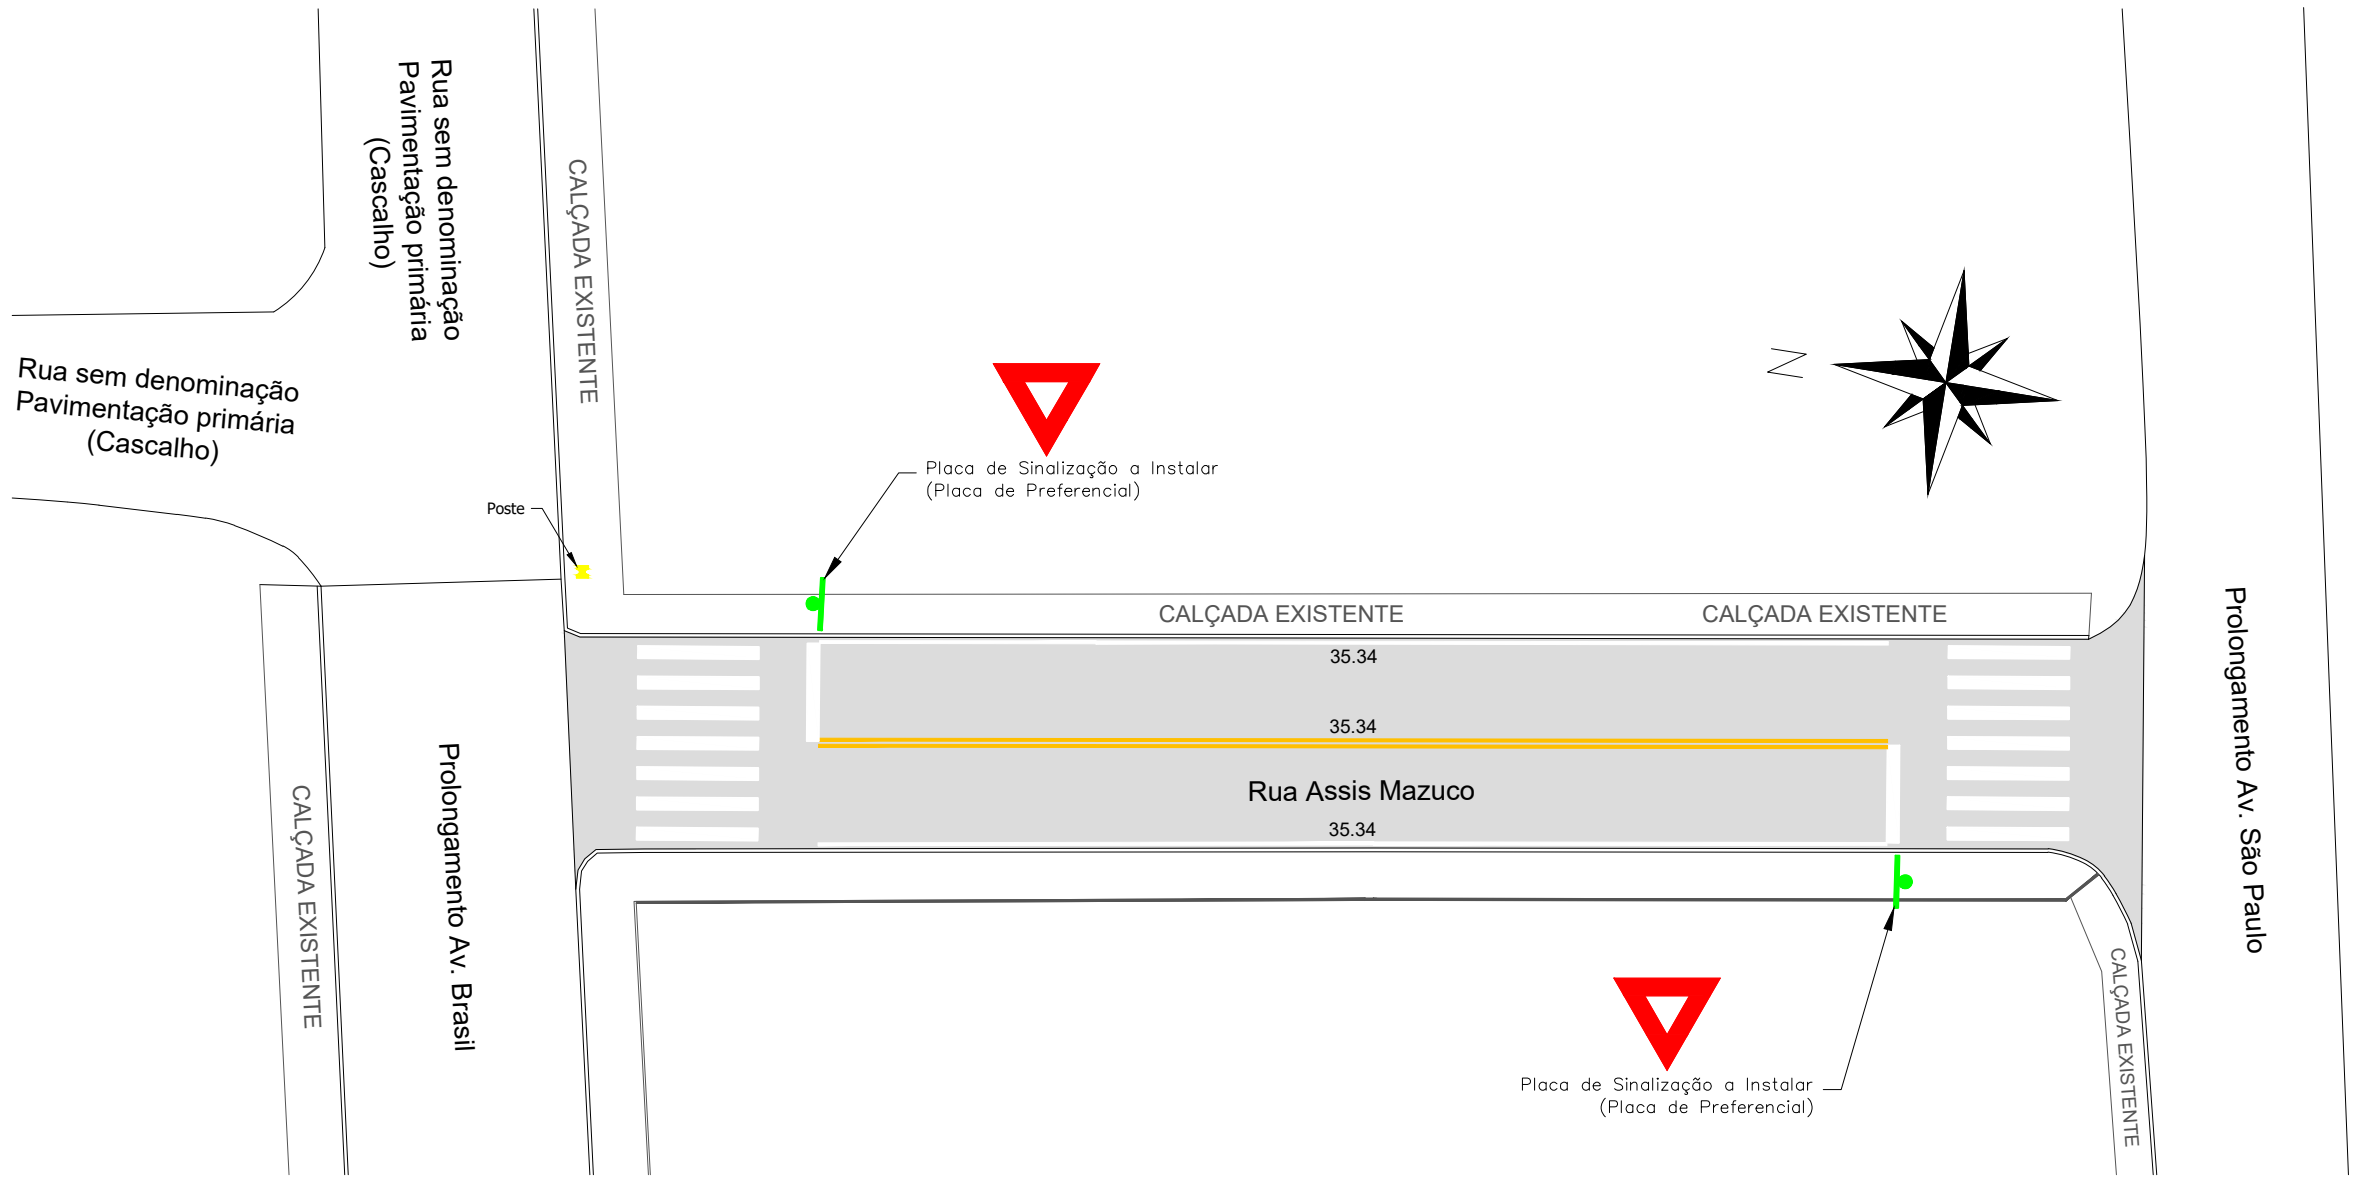 Rua sem denominação
Pavimentação primária
(Cascalho)
CALÇADA EXISTENTE
Rua sem denominação
Pavimentação primária
(Cascalho)
N
Placa de Sinalização a Instalar
(Placa de Preferencial)
Poste
CALÇADA EXISTENTE
CALÇADA EXISTENTE
35.34
35.34
Rua Assis Mazuco
35.34
Prolongamento Av. São Paulo
Prolongamento Av. Brasil
CALÇADA EXISTENTE
CALÇADA EXISTENTE
Placa de Sinalização a Instalar
(Placa de Preferencial)